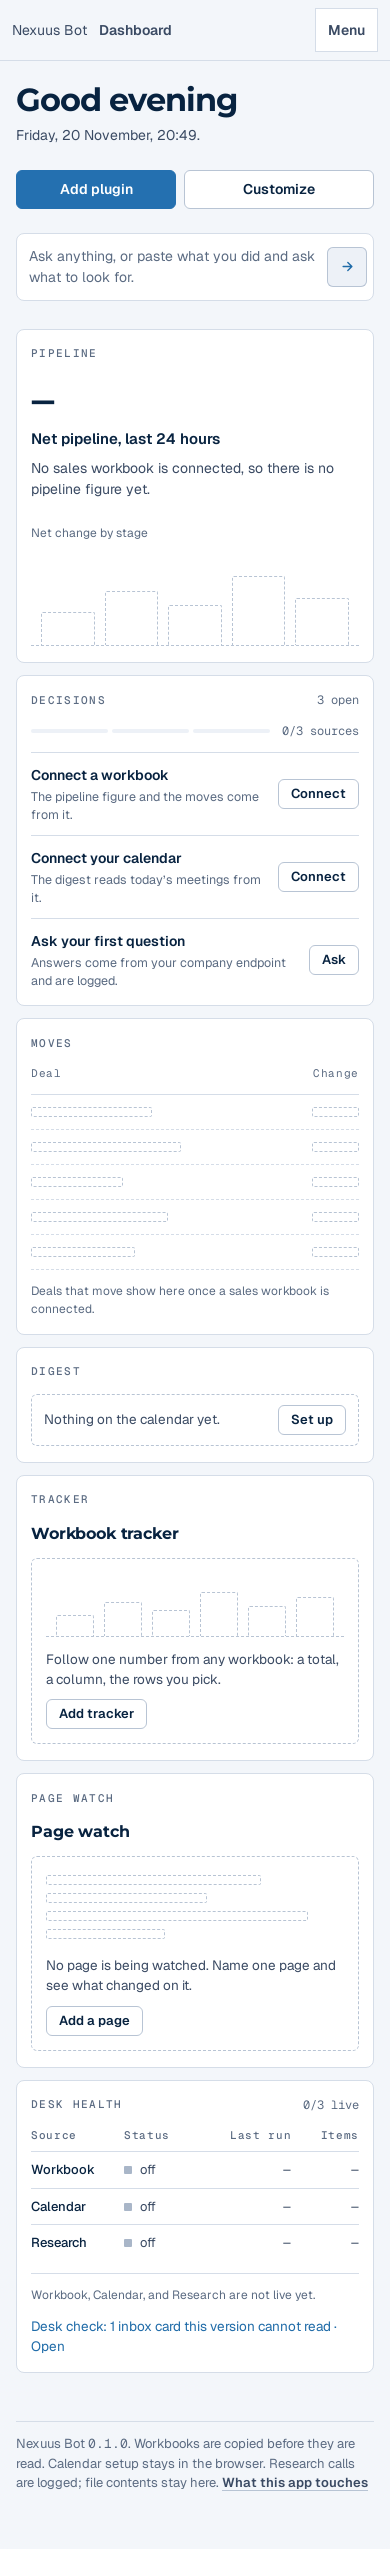 Nexuus Bot Dashboard Menu
Good evening
Friday, 20 November, 20:49.
Add plugin Customize
Ask anything, or paste what you did and ask
what to look for.
→
PIPELINE
—
Net pipeline, last 24 hours
No sales workbook is connected, so there is no
pipeline figure yet.
Net change by stage
DECISIONS 3 open
0/3 sources
Connect a workbook
The pipeline figure and the moves come
from it.
Connect
Connect your calendar
The digest reads today's meetings from
it.
Connect
Ask your first question
Answers come from your company endpoint
and are logged.
Ask
MOVES
Deal Change
Deals that move show here once a sales workbook is
connected.
DIGEST
Nothing on the calendar yet. Set up
TRACKER
Workbook tracker
Follow one number from any workbook: a total,
a column, the rows you pick.
Add tracker
PAGE WATCH
Page watch
No page is being watched. Name one page and
see what changed on it.
Add a page
DESK HEALTH 0/3 live
Source Status Last run Items
Workbook off — —
Calendar off — —
Research off — —
Workbook, Calendar, and Research are not live yet.
Desk check: 1 inbox card this version cannot read ·
Open
Nexuus Bot 0.1.0. Workbooks are copied before they are
read. Calendar setup stays in the browser. Research calls
are logged; file contents stay here. What this app touches